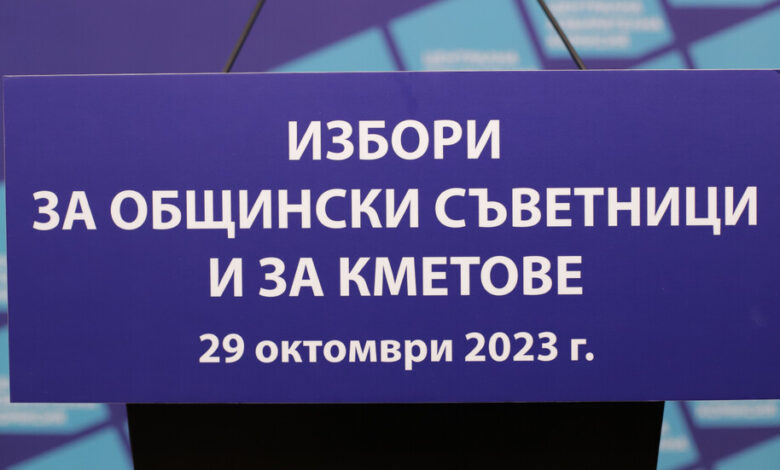 ИЗБОРИ
ЗА ОБЩИНСКИ СЪВЕТНИЦИ
И ЗА КМЕТОВЕ
29 октомври 2023 г.